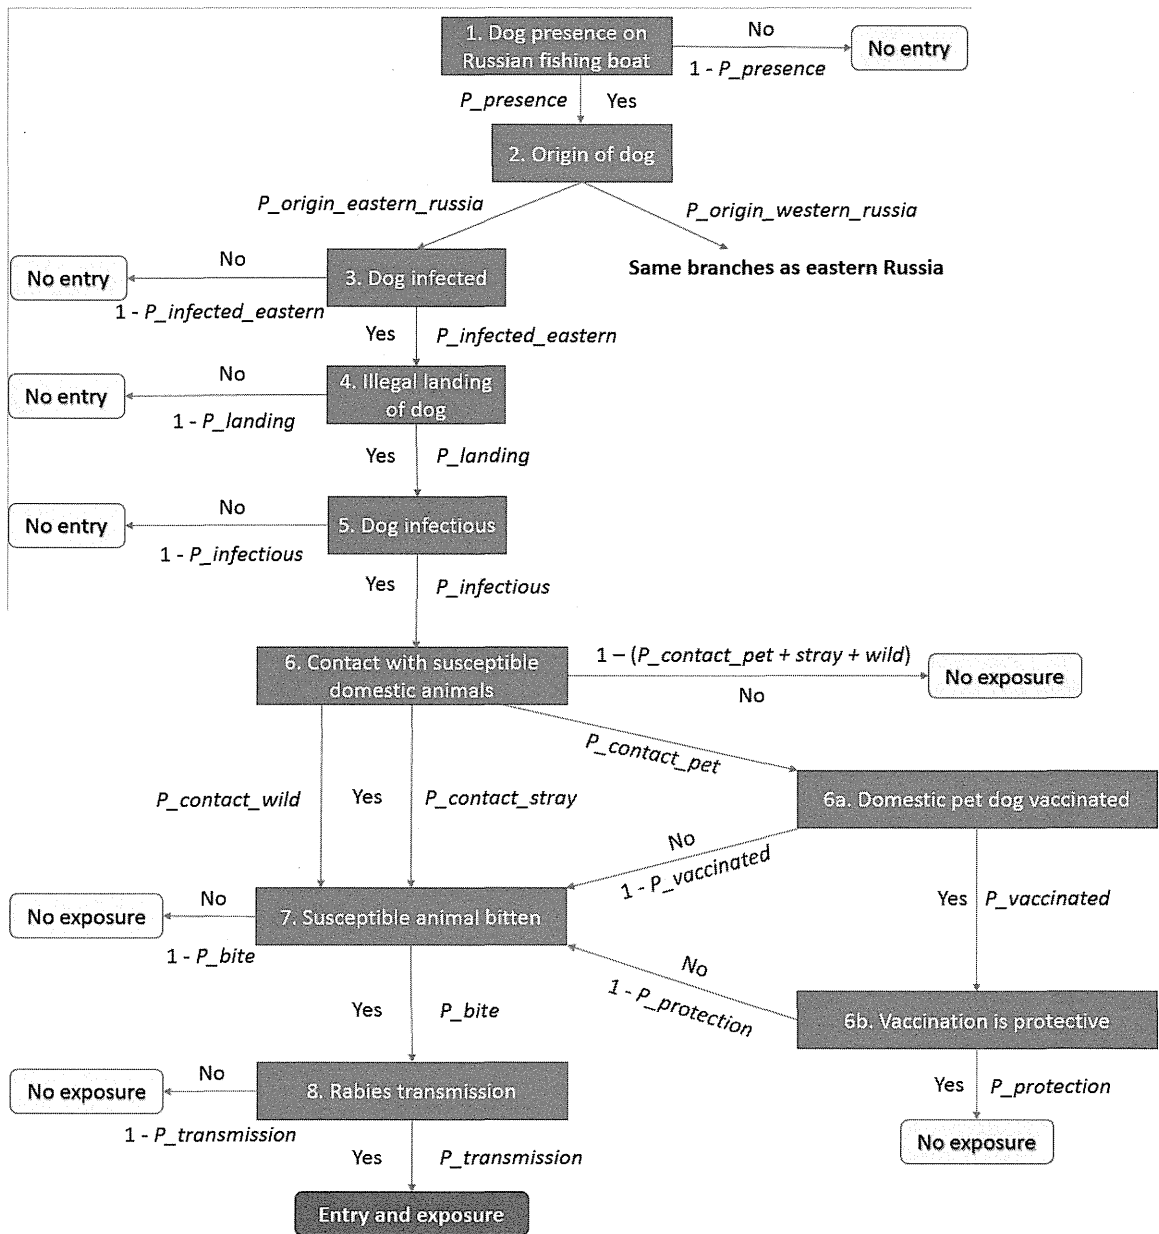 1. Dog presence on
Russian fishing boat
No
1 - P_presence
No entry
P_presence
Yes
2. Origin of dog
P_origin_eastern_russia
P_origin_western_russia
Same branches as eastern Russia
3. Dog infected
No
1 - P_infected_eastern
No entry
Yes
P_infected_eastern
4. Illegal landing
of dog
No
1 - P_landing
No entry
Yes
P_landing
5. Dog infectious
No
1 - P_infectious
No entry
Yes
P_infectious
6. Contact with susceptible
domestic animals
1 – (P_contact_pet + stray + wild)
No
No exposure
P_contact_wild
Yes
P_contact_stray
P_contact_pet
6a. Domestic pet dog vaccinated
No
1 - P_vaccinated
Yes
P_vaccinated
7. Susceptible animal bitten
No
1 - P_bite
No exposure
No
1 - P_protection
6b. Vaccination is protective
Yes
P_bite
Yes
P_protection
No exposure
8. Rabies transmission
No
1 - P_transmission
No exposure
Yes
P_transmission
Entry and exposure